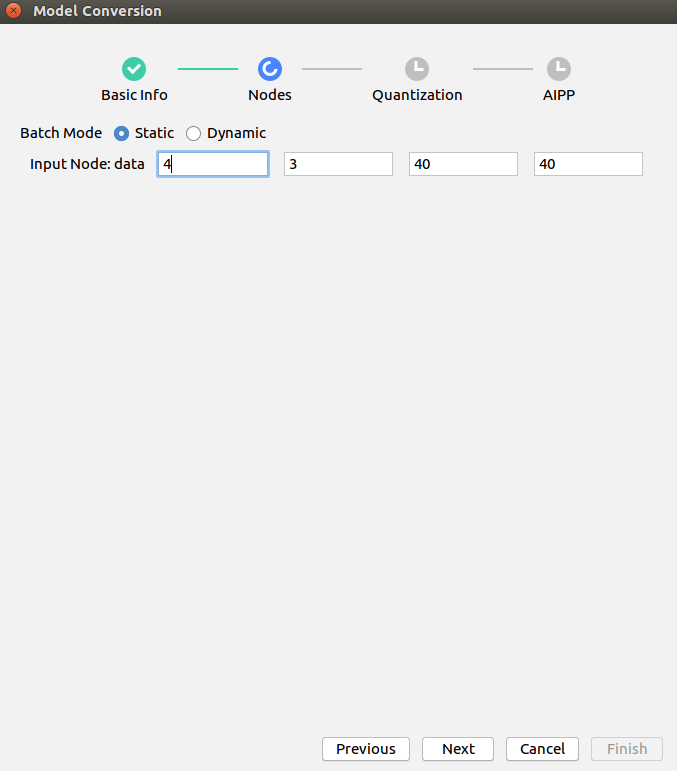 Model Conversion
Basic Info Nodes Quantization AIPP
Batch Mode Static Dynamic
Input Node: data 4 3 40 40
Previous Next Cancel Finish